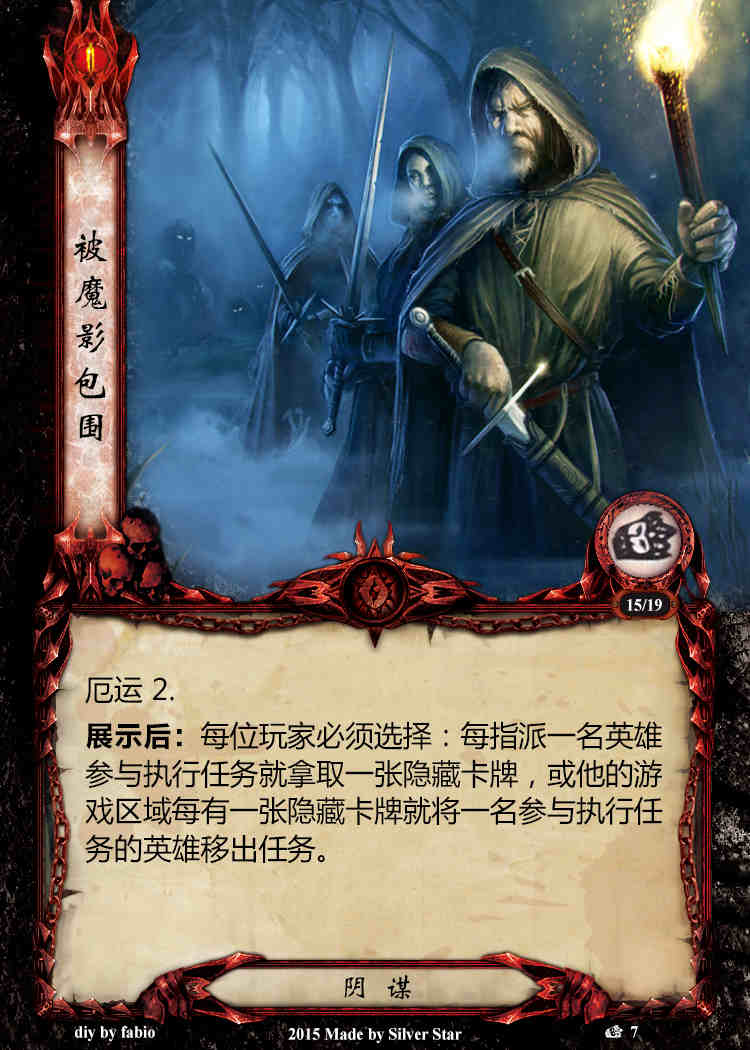 被魔影包围
15/19
厄运 2.
展示后：每位玩家必须选择：每指派一名英雄
参与执行任务就拿取一张隐藏卡牌，或他的游
戏区域每有一张隐藏卡牌就将一名参与执行任
务的英雄移出任务。
阴谋
diy by fabio
2015 Made by Silver Star
7